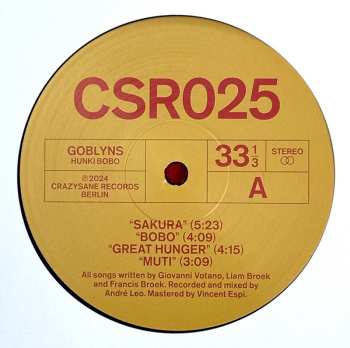 CSR025
GOBLYNS
HUNKI BOBO
℗2024
CRAZYSANE RECORDS
BERLIN
33 1/3
STEREO
A
"SAKURA" (5:23)
"BOBO" (4:09)
"GREAT HUNGER" (4:15)
"MUTI" (3:09)
All songs written by Giovanni Votano, Liam Broek
and Francis Broek. Recorded and mixed by
André Leo. Mastered by Vincent Espi.